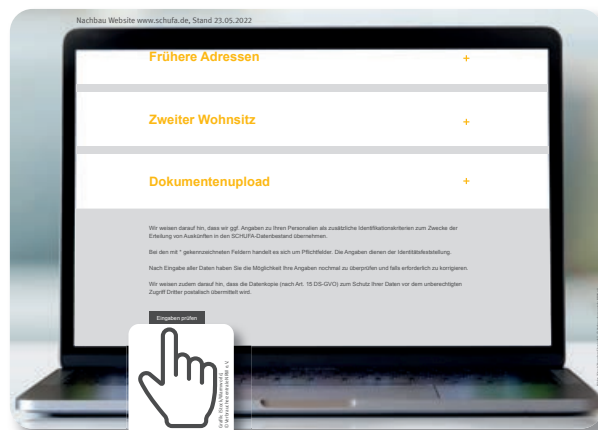 Nachbau Website www.schufa.de, Stand 23.05.2022
Frühere Adressen +
Zweiter Wohnsitz +
Dokumentenupload +
Wir weisen darauf hin, dass wir ggf. Angaben zu Ihren Personalien als zusätzliche Identifikationskriterien zum Zwecke der
Erteilung von Auskünften in den SCHUFA-Datenbestand übernehmen.
Bei den mit * gekennzeichneten Feldern handelt es sich um Pflichtfelder. Die Angaben dienen der Identitätsfeststellung.
Nach Eingabe aller Daten haben Sie die Möglichkeit Ihre Angaben nochmal zu überprüfen und falls erforderlich zu korrigieren.
Wir weisen zudem darauf hin, dass die Datenkopie (nach Art. 15 DS-GVO) zum Schutz Ihrer Daten vor dem unberechtigten
Zugriff Dritter postalisch übermittelt wird.
Eingaben prüfen